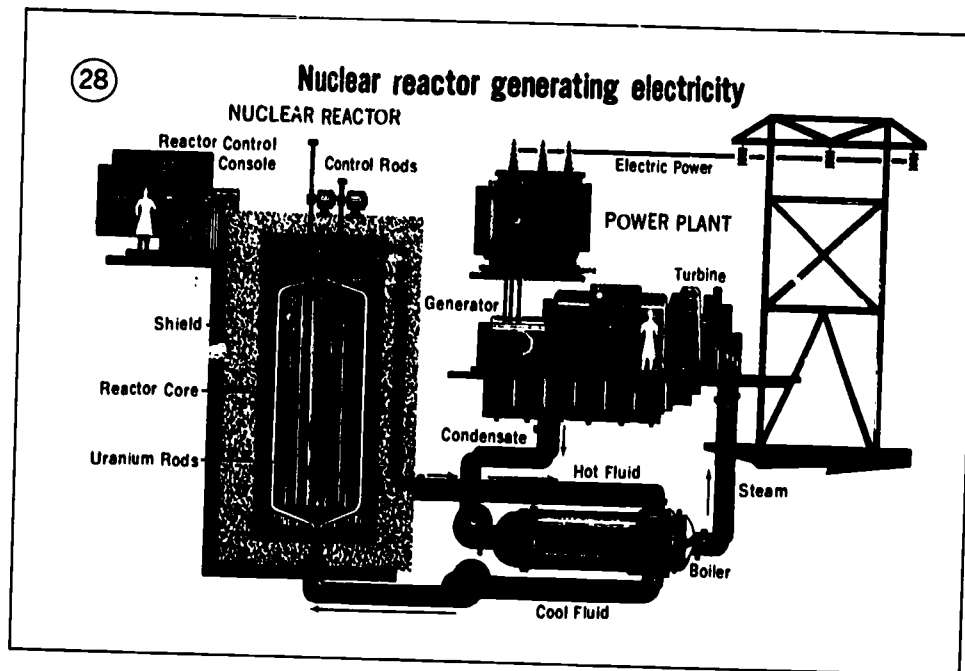 28
Nuclear reactor generating electricity
NUCLEAR REACTOR
Reactor Control
Console
Control Rods
Electric Power
POWER PLANT
Turbine
Generator
Shield
Reactor Core
Condensate
Uranium Rods
Hot Fluid
Steam
Boiler
Cool Fluid